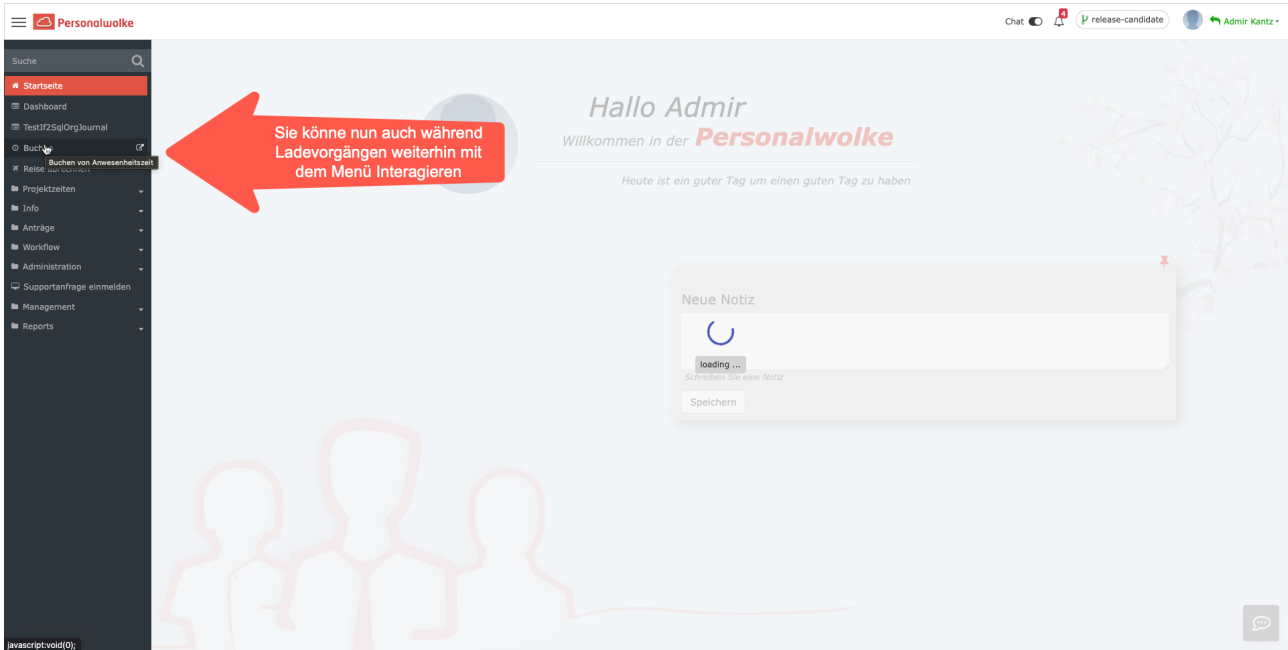 Personalwolke
Chat
4
release-candidate
Admir Kantz
Suche
Startseite
Dashboard
TestIf2SqlOrgJournal
Buchen von Anwesenheitszeit
Projektzeiten
Info
Anträge
Workflow
Administration
Supportanfrage einmelden
Management
Reports
Sie könne nun auch während
Ladevorgängen weiterhin mit
dem Menü Interagieren
Hallo Admir
Willkommen in der Personalwolke
Heute ist ein guter Tag um einen guten Tag zu haben
Neue Notiz
loading ...
Schreiben Sie eine Notiz
Speichern
javascript:void(0);